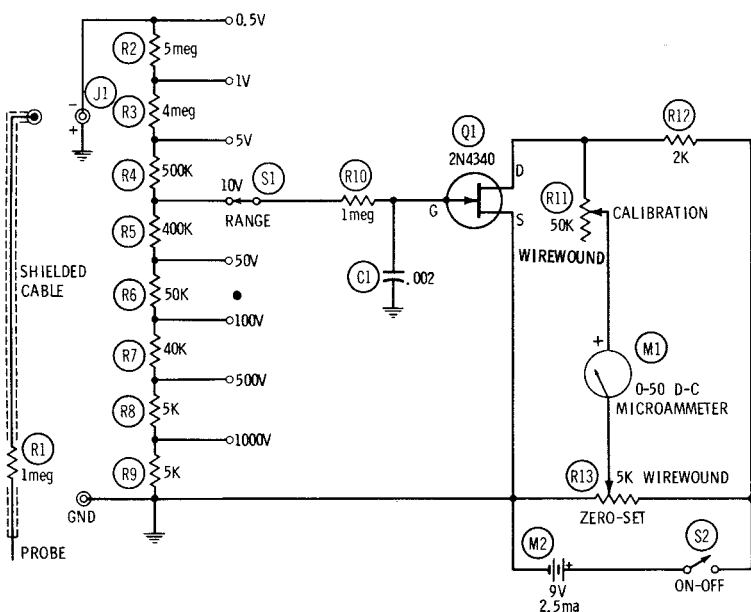 0.5V
R2
5meg
1V
J1
-
+
R3
4meg
5V
Q1
2N4340
R12
2K
R4
500K
10V
S1
RANGE
R10
1meg
G
D
S
R11
50K
CALIBRATION
WIREWOUND
R5
400K
50V
SHIELDED
CABLE
C1
.002
R6
50K
100V
R7
40K
+
M1
0-50 D-C
MICROAMMETER
500V
R8
5K
1000V
R1
1meg
R9
5K
R13
5K WIREWOUND
ZERO-SET
GND
PROBE
M2
+
9V
2.5ma
S2
ON-OFF